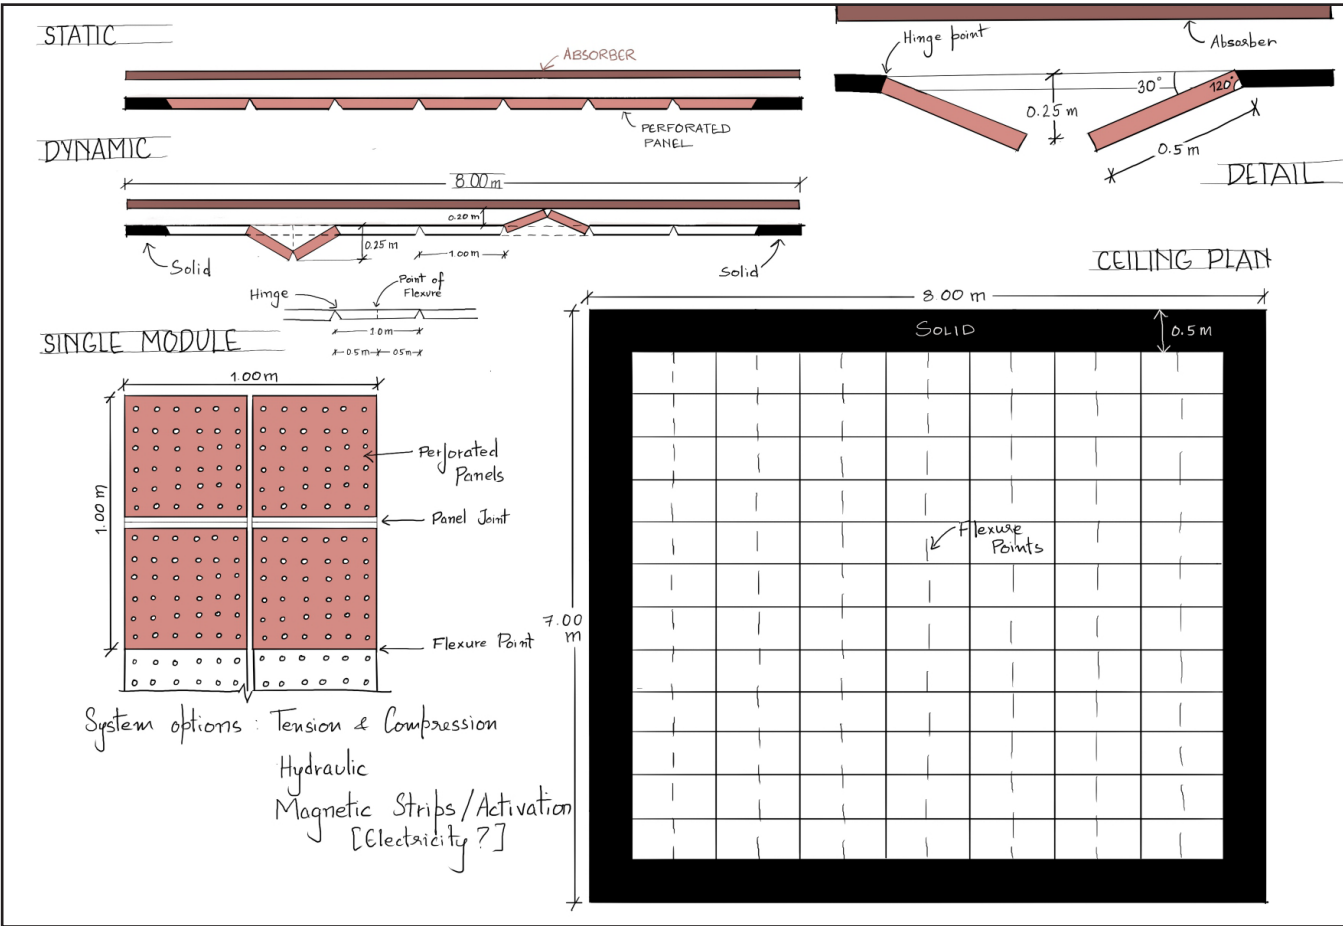 STATIC
ABSORBER
PERFORATED
PANEL
DYNAMIC
8.00m
0.20m
0.25 m
1.00m
Solid
Solid
Hinge
Point of
Flexure
1.0m
0.5m
0.5m
Hinge point
Absorber
30°
120°
0.25 m
0.5 m
DETAIL
SINGLE MODULE
1.00m
1.00m
Perforated
Panels
Panel Joint
Flexure Point
System options : Tension & Compression
Hydraulic
Magnetic Strips/Activation
[Electricity ?]
CEILING PLAN
8.00 m
SOLID
0.5m
Flexure
Points
7.00
m